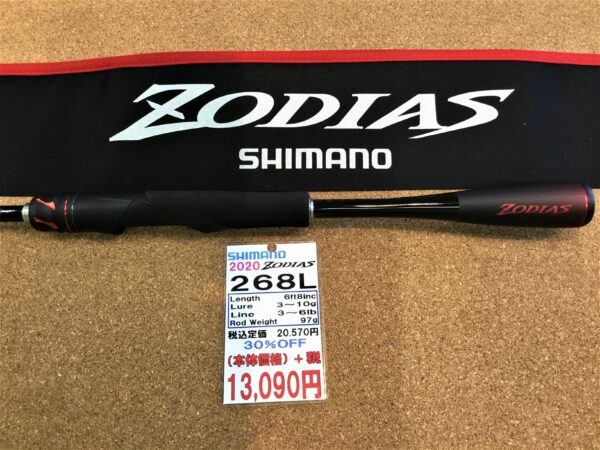 ZODIAS
SHIMANO
ZODIAS
SHIMANO
2020 ZODIAS
268L
Length 6ft8inc
Lure 3〜10g
Line 3〜6lb
Rod Weight 97g
税込定価 20.570円
30%OFF
(本体価格)+税
13,090円